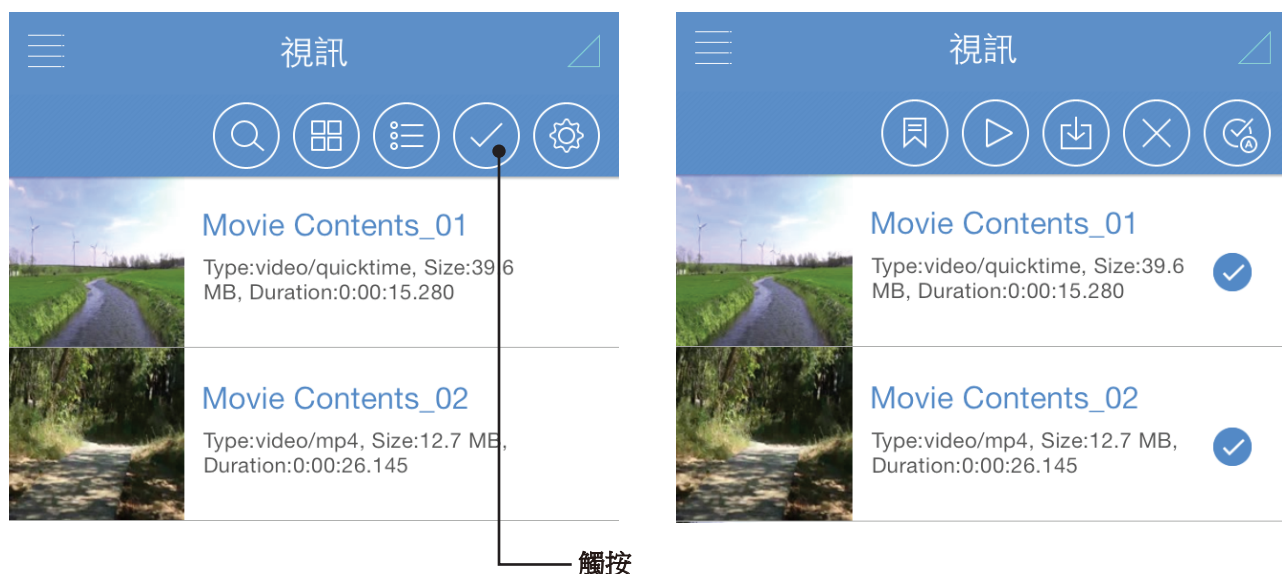 視訊
Movie Contents_01
Type:video/quicktime, Size:39.6
MB, Duration:0:00:15.280
Movie Contents_02
Type:video/mp4, Size:12.7 MB,
Duration:0:00:26.145
觸按
視訊
A
Movie Contents_01
Type:video/quicktime, Size:39.6
MB, Duration:0:00:15.280
Movie Contents_02
Type:video/mp4, Size:12.7 MB,
Duration:0:00:26.145